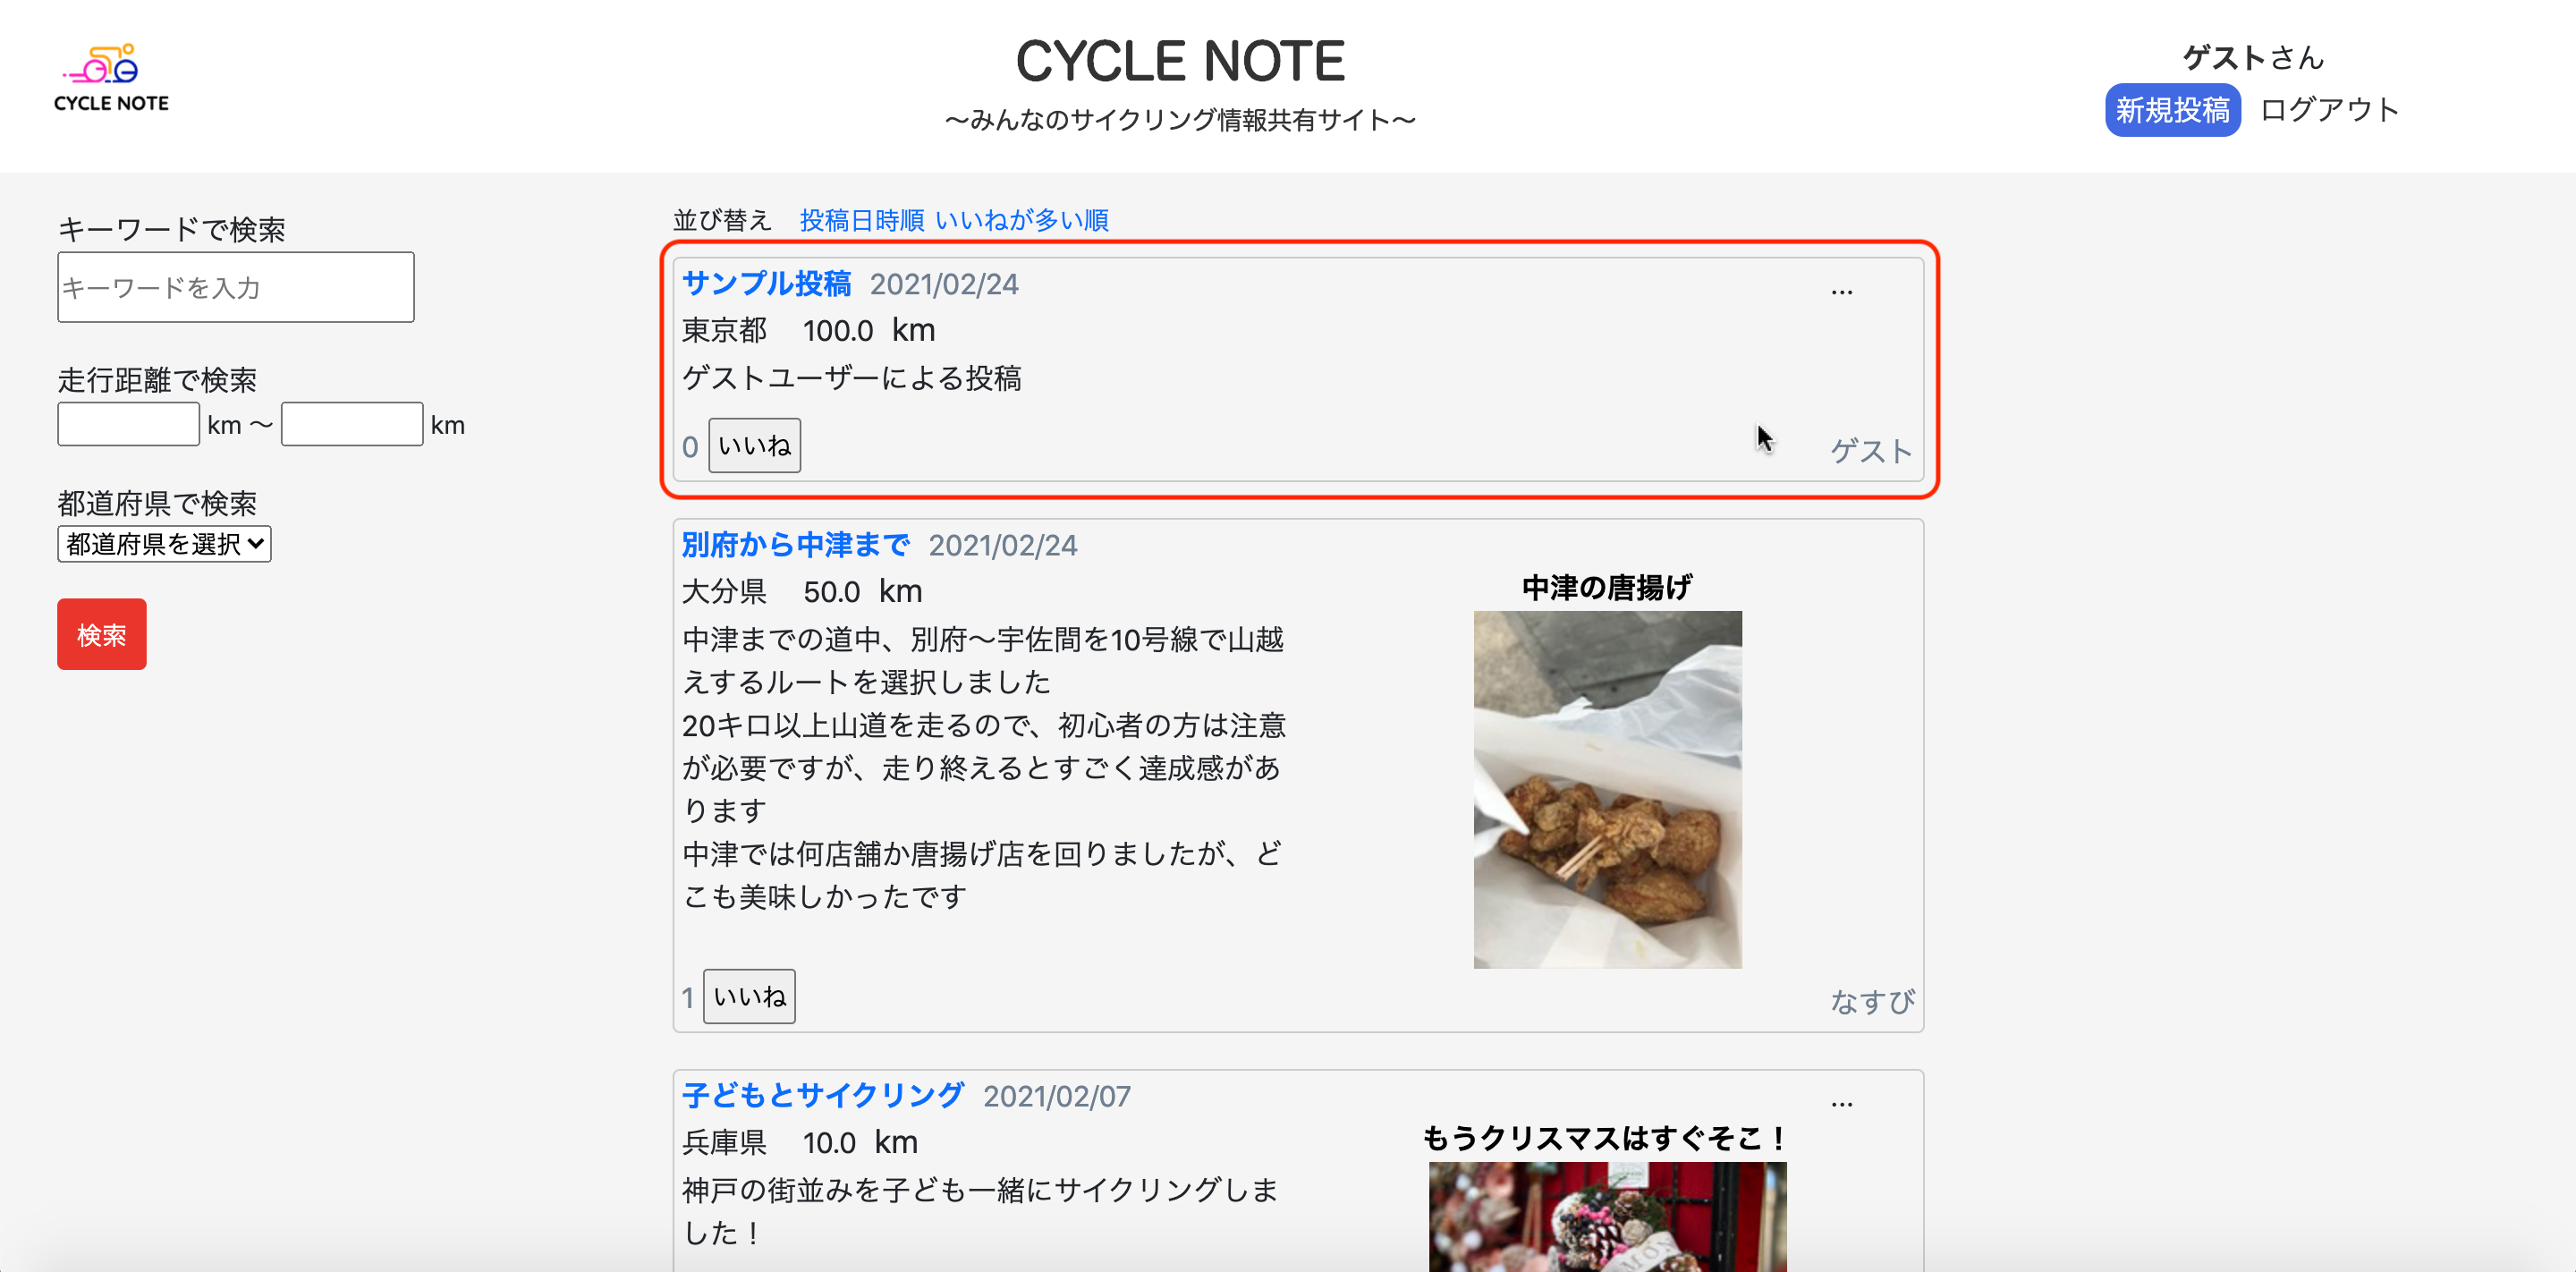 CYCLE NOTE
CYCLE NOTE
〜みんなのサイクリング情報共有サイト〜
ゲストさん
新規投稿 ログアウト
キーワードで検索
キーワードを入力
走行距離で検索
km 〜 km
都道府県で検索
都道府県を選択
検索
並び替え 投稿日時順 いいねが多い順
サンプル投稿 2021/02/24 ...
東京都 100.0 km
ゲストユーザーによる投稿
0 いいね ゲスト
別府から中津まで 2021/02/24
大分県 50.0 km
中津までの道中、別府〜宇佐間を10号線で山越
えするルートを選択しました
20キロ以上山道を走るので、初心者の方は注意
が必要ですが、走り終えるとすごく達成感があ
ります
中津では何店舗か唐揚げ店を回りましたが、ど
こも美味しかったです
中津の唐揚げ
1 いいね なすび
子どもとサイクリング 2021/02/07 ...
兵庫県 10.0 km
神戸の街並みを子ども一緒にサイクリングしま
した！
もうクリスマスはすぐそこ！